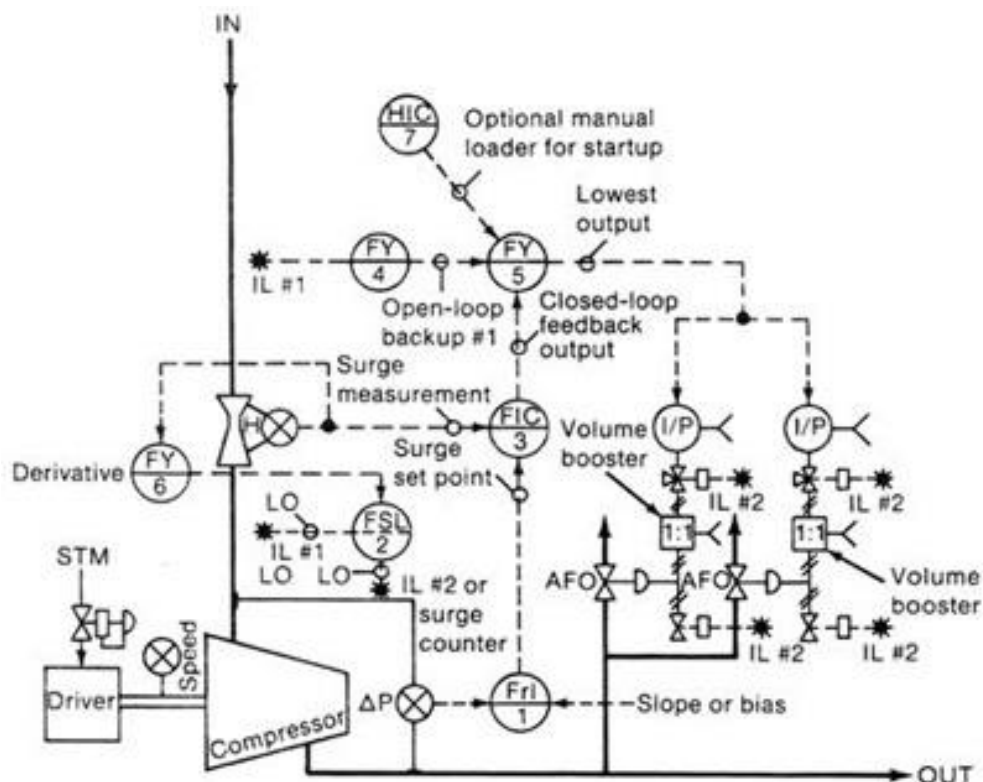 IN
HIC
7
Optional manual
loader for startup
Lowest
output
FY
4
FY
5
IL #1
Open-loop
backup #1
Closed-loop
feedback
output
Surge
measurement
H
FIC
3
Volume
booster
I/P
I/P
Derivative
FY
6
Surge
set point
LO
IL #1
FSL
2
LO
LO
IL #2 or
surge
counter
IL #2
IL #2
1:1
1:1
STM
AFO
AFO
Volume
booster
IL #2
IL #2
Speed
Driver
Compressor
ΔP
FrI
1
Slope or bias
OUT